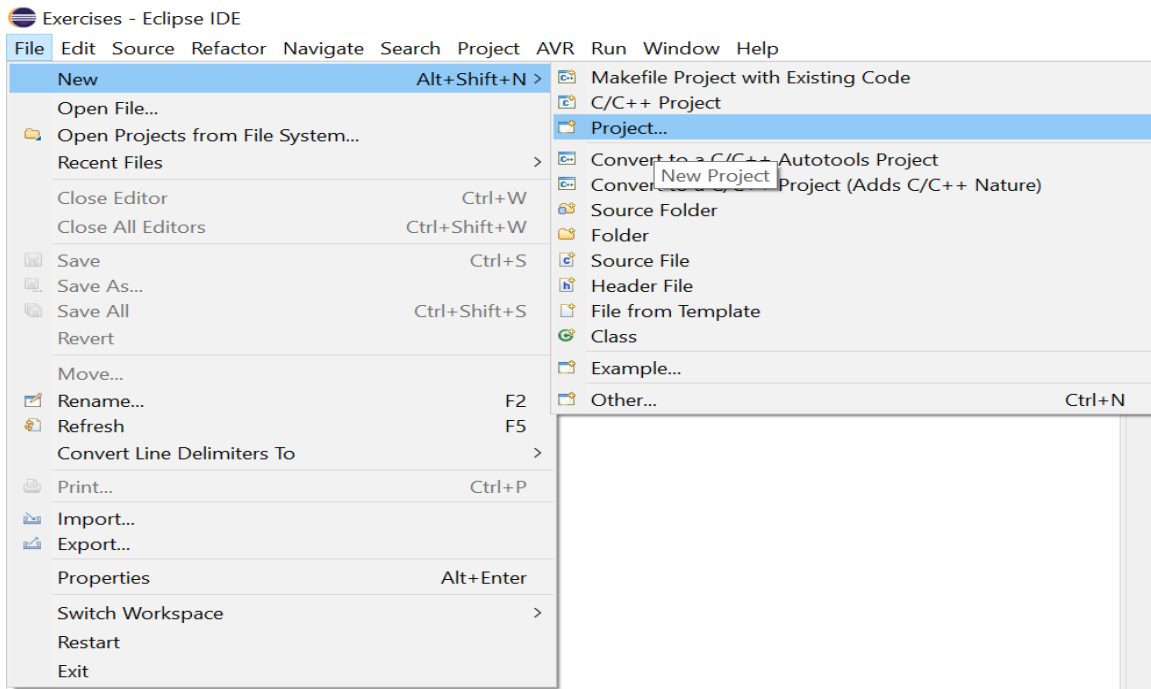 Exercises - Eclipse IDE
File Edit Source Refactor Navigate Search Project AVR Run Window Help
New Alt+Shift+N >
Open File...
Open Projects from File System...
Recent Files >
Close Editor Ctrl+W
Close All Editors Ctrl+Shift+W
Save Ctrl+S
Save As...
Save All Ctrl+Shift+S
Revert
Move...
Rename... F2
Refresh F5
Convert Line Delimiters To >
Print... Ctrl+P
Import...
Export...
Properties Alt+Enter
Switch Workspace >
Restart
Exit
Makefile Project with Existing Code
C/C++ Project
Project...
Convert to a C/C++ Autotools Project
New Project
Convert to a C/C++ Project (Adds C/C++ Nature)
Source Folder
Folder
Source File
Header File
File from Template
Class
Example...
Other... Ctrl+N